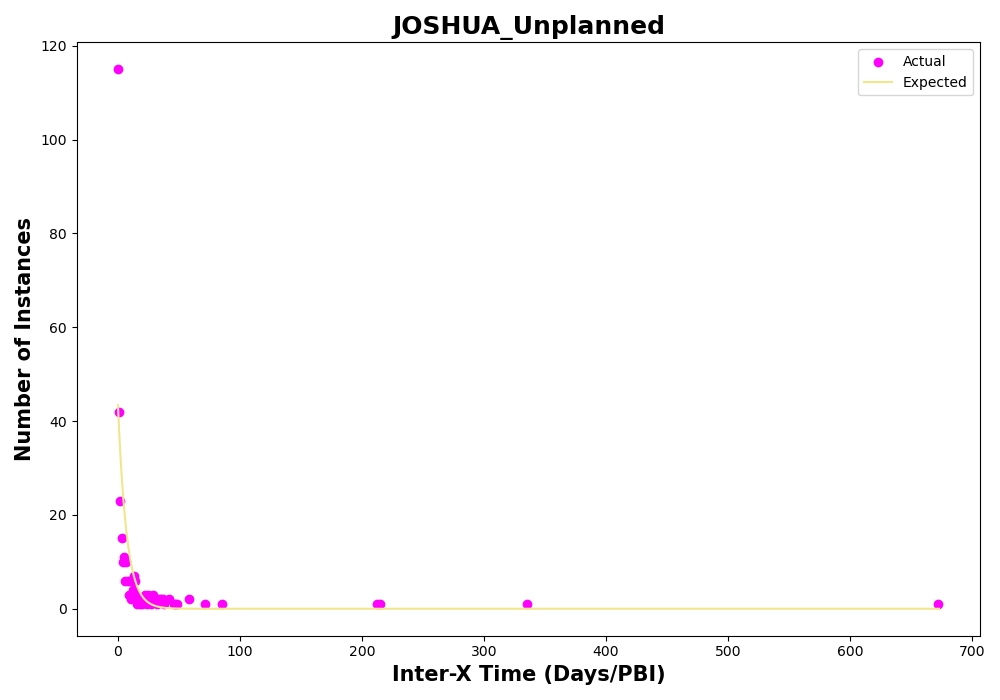 JOSHUA_Unplanned
Actual
Expected
Number of Instances
120
100
80
60
40
20
0
0 100 200 300 400 500 600 700
Inter-X Time (Days/PBI)